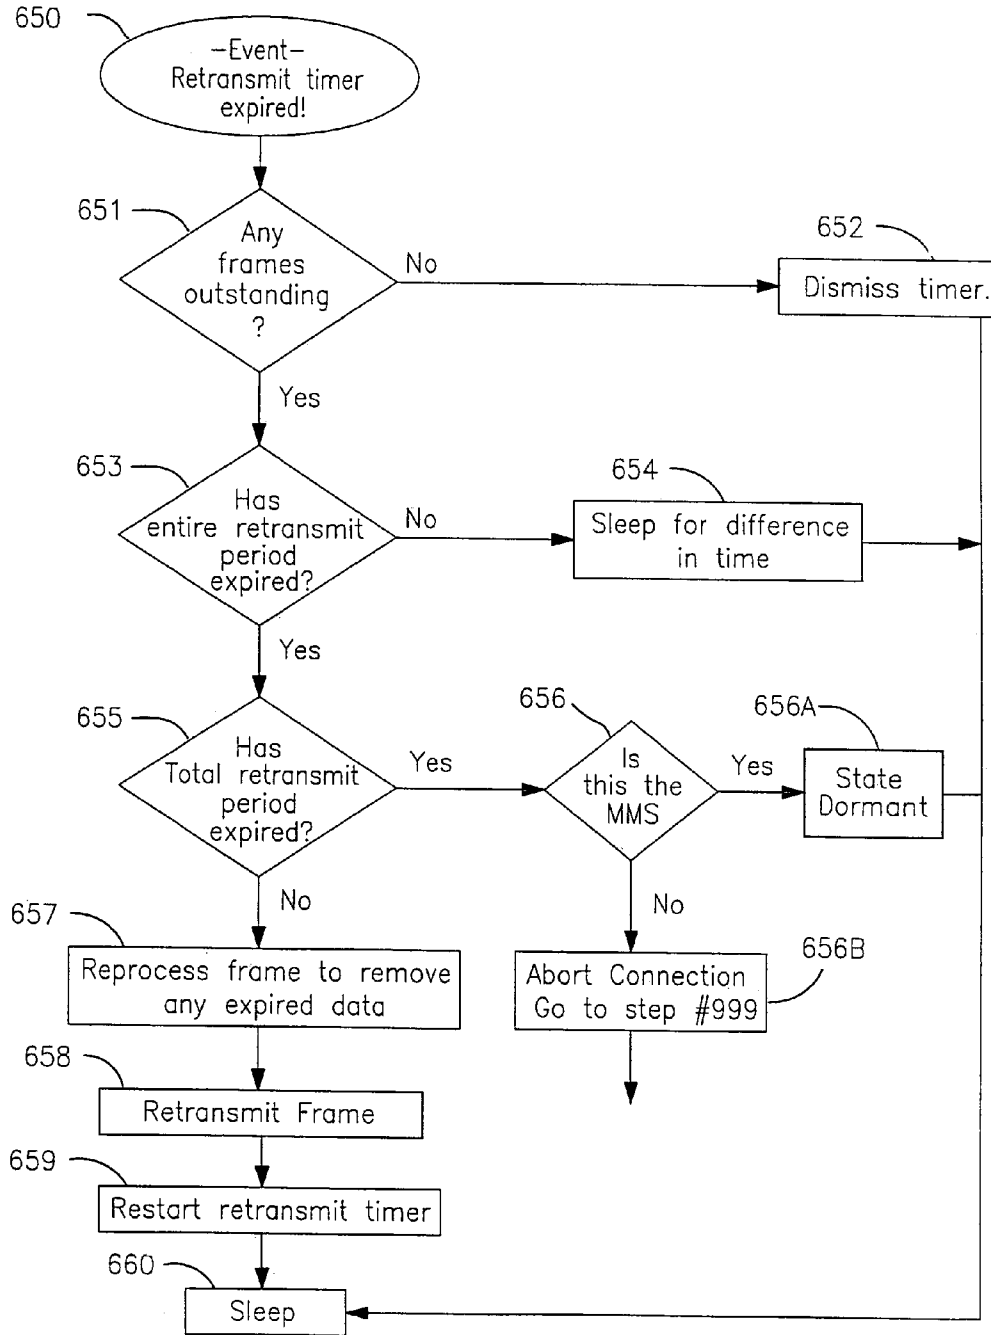 650
–Event–
Retransmit timer
expired!
651
Any
frames
outstanding
?
No
652
Dismiss timer.
Yes
653
Has
entire retransmit
period
expired?
No
654
Sleep for difference
in time
Yes
655
Has
Total retransmit
period
expired?
Yes
656
Is
this the
MMS
Yes
656A
State
Dormant
No
No
656B
Abort Connection
Go to step #999
657
Reprocess frame to remove
any expired data
658
Retransmit Frame
659
Restart retransmit timer
660
Sleep